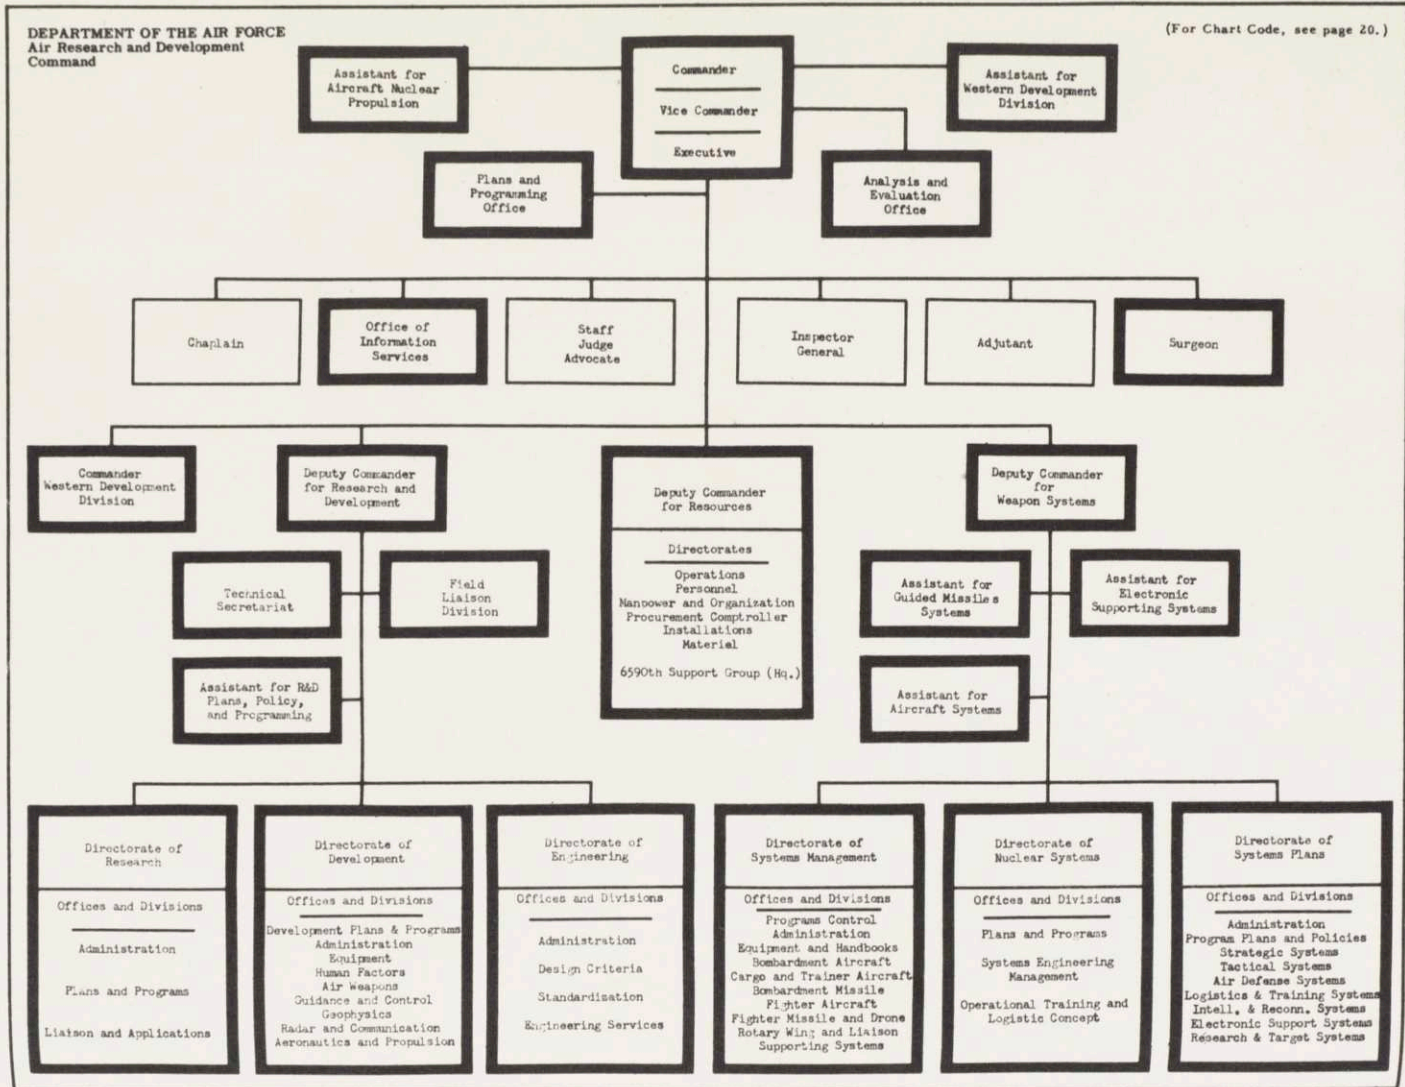 DEPARTMENT OF THE AIR FORCE
Air Research and Development
Command
(For Chart Code, see page 20.)
Assistant for
Aircraft Nuclear
Propulsion
Commander
Vice Commander
Executive
Assistant for
Western Development
Division
Plans and
Programming
Office
Analysis and
Evaluation
Office
Chaplain
Office of
Information
Services
Staff
Judge
Advocate
Inspector
General
Adjutant
Surgeon
Commander
Western Development
Division
Deputy Commander
for Research and
Development
Deputy Commander
for Resources
Directorates
Operations
Personnel
Manpower and Organization
Procurement Comptroller
Installations
Materiel
6590th Support Group (Hq.)
Deputy Commander
for
Weapon Systems
Technical
Secretariat
Field
Liaison
Division
Assistant for
Guided Missiles
Systems
Assistant for
Electronic
Supporting Systems
Assistant for R&D
Plans, Policy,
and Programming
Assistant for
Aircraft Systems
Directorate of
Research
Offices and Divisions
Administration
Plans and Programs
Liaison and Applications
Directorate of
Development
Offices and Divisions
Development Plans & Programs
Administration
Equipment
Human Factors
Air Weapons
Guidance and Control
Geophysics
Radar and Communication
Aeronautics and Propulsion
Directorate of
Engineering
Offices and Divisions
Administration
Design Criteria
Standardization
Engineering Services
Directorate of
Systems Management
Offices and Divisions
Programs Control
Administration
Equipment and Handbooks
Bombardment Aircraft
Cargo and Trainer Aircraft
Bombardment Missile
Fighter Aircraft
Fighter Missile and Drone
Rotary Wing and Liaison
Supporting Systems
Directorate of
Nuclear Systems
Offices and Divisions
Plans and Programs
Systems Engineering
Management
Operational Training and
Logistic Concept
Directorate of
Systems Plans
Offices and Divisions
Administration
Program Plans and Policies
Strategic Systems
Tactical Systems
Air Defense Systems
Logistics & Training Systems
Intell. & Reconn. Systems
Electronic Support Systems
Research & Target Systems